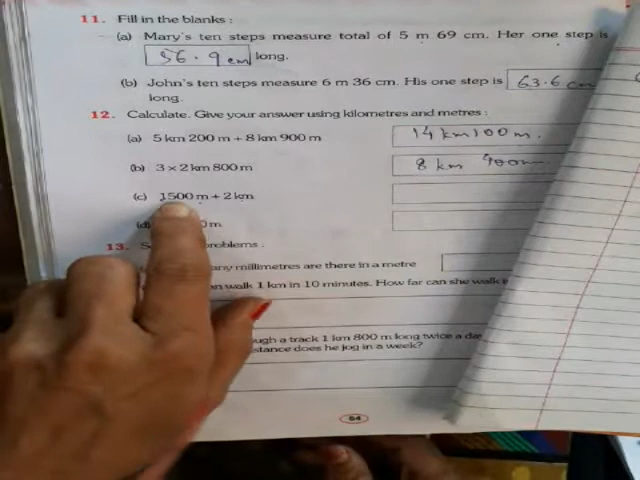 11. Fill in the blanks :
(a) Mary's ten steps measure total of 5 m 69 cm. Her one step is
56.9 cm long.
(b) John's ten steps measure 6 m 36 cm. His one step is 63.6 cm
long.
12. Calculate. Give your answer using kilometres and metres :
(a) 5 km 200 m + 8 km 900 m 14 km 100 m.
(b) 3 × 2 km 800 m 8 km 400m
(c) 1500 m + 2 km
(d) m
13. problems :
many millimetres are there in a metre
walk 1 km in 10 minutes. How far can she walk
through a track 1 km 800 m long twice a
distance does he jog in a week?
64